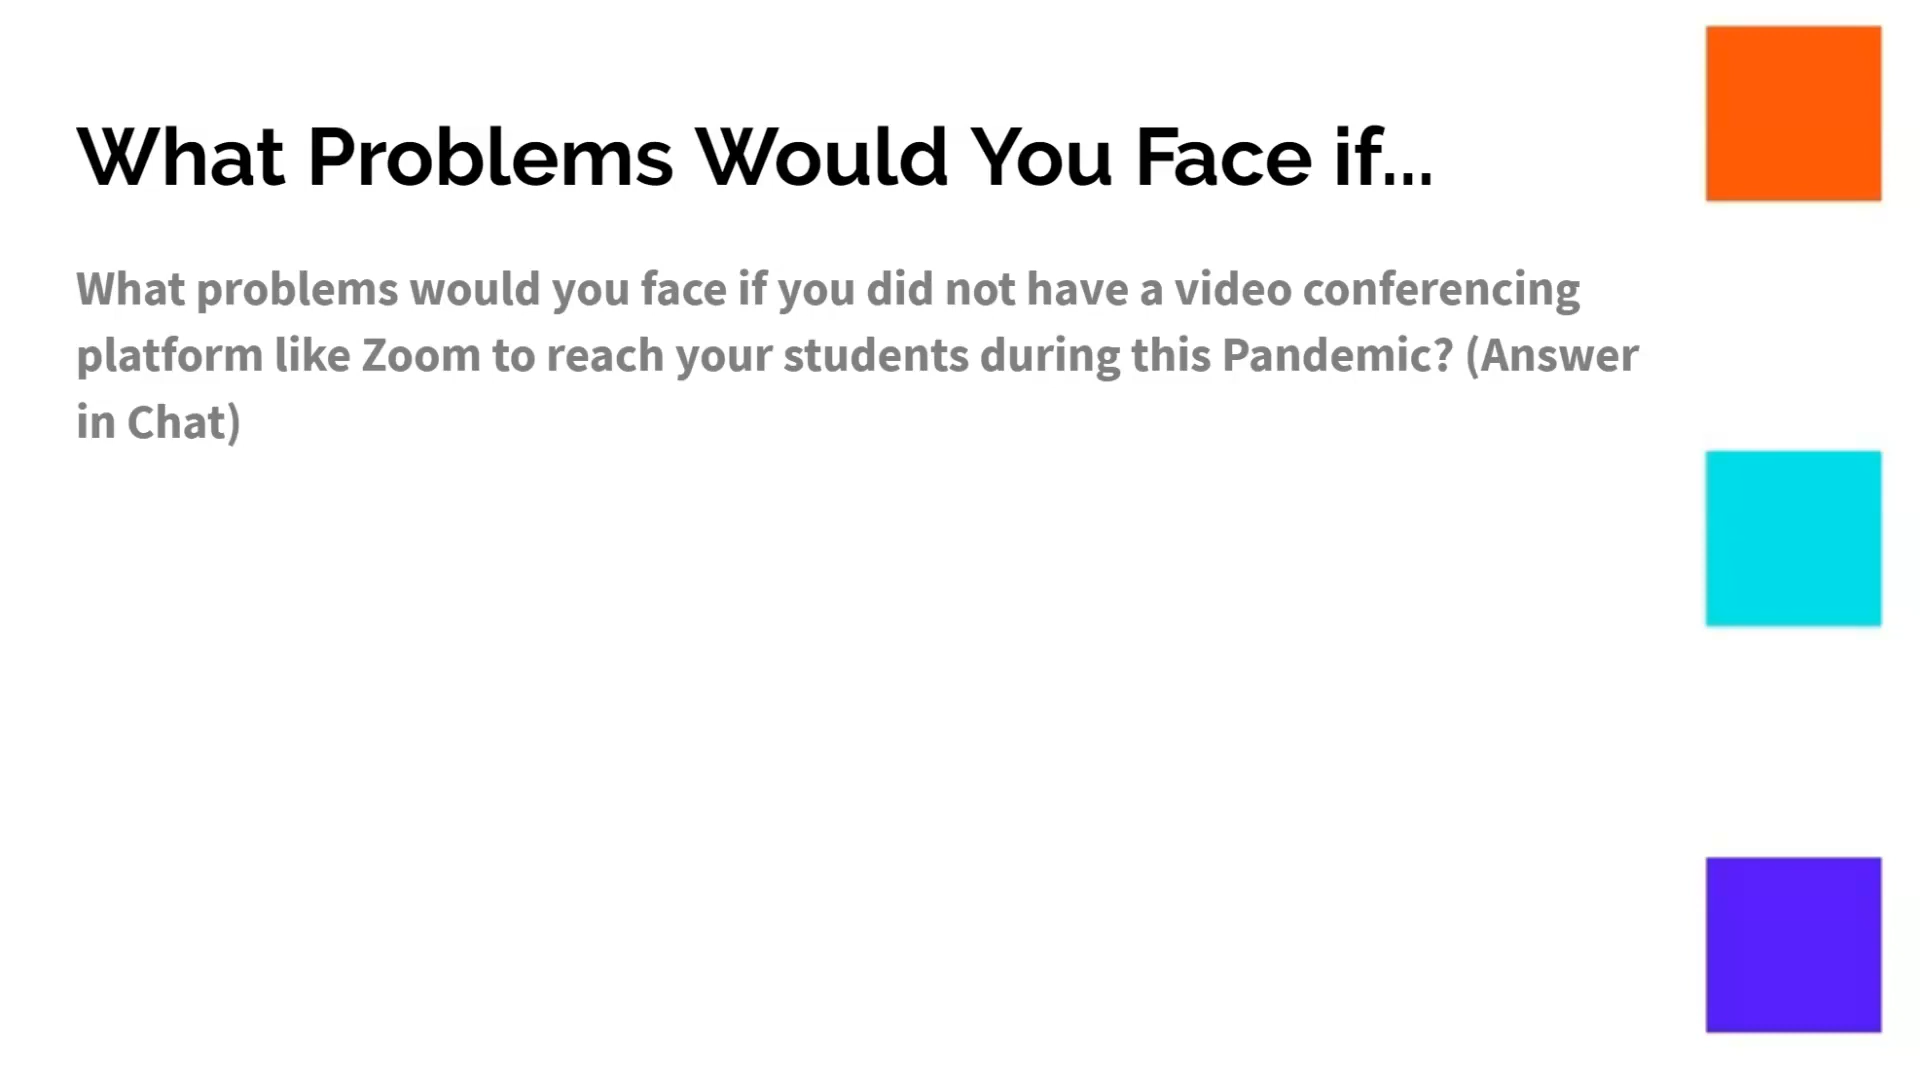 What Problems Would You Face if...
What problems would you face if you did not have a video conferencing
platform like Zoom to reach your students during this Pandemic? (Answer
in Chat)